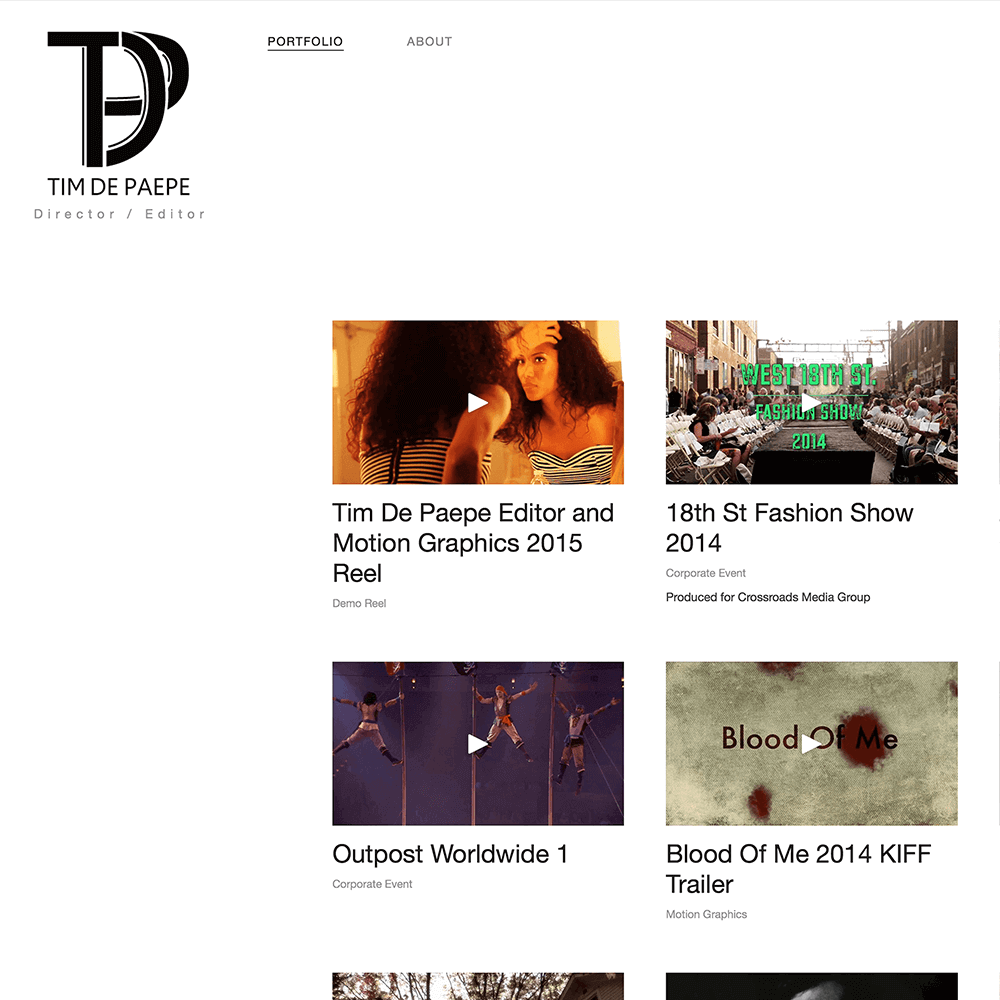 TDP
TIM DE PAEPE
Director / Editor
PORTFOLIO
ABOUT
WEST 18TH ST.
FASHION SHOW
2014
Tim De Paepe Editor and
Motion Graphics 2015
Reel
Demo Reel
18th St Fashion Show
2014
Corporate Event
Produced for Crossroads Media Group
Blood Of Me
Outpost Worldwide 1
Corporate Event
Blood Of Me 2014 KIFF
Trailer
Motion Graphics